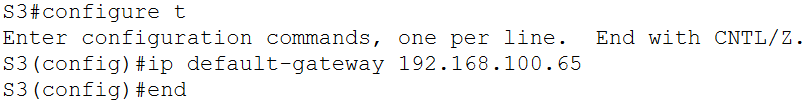 S3#configure t
Enter configuration commands, one per line.  End with CNTL/Z.
S3(config)#ip default-gateway 192.168.100.65
S3(config)#end